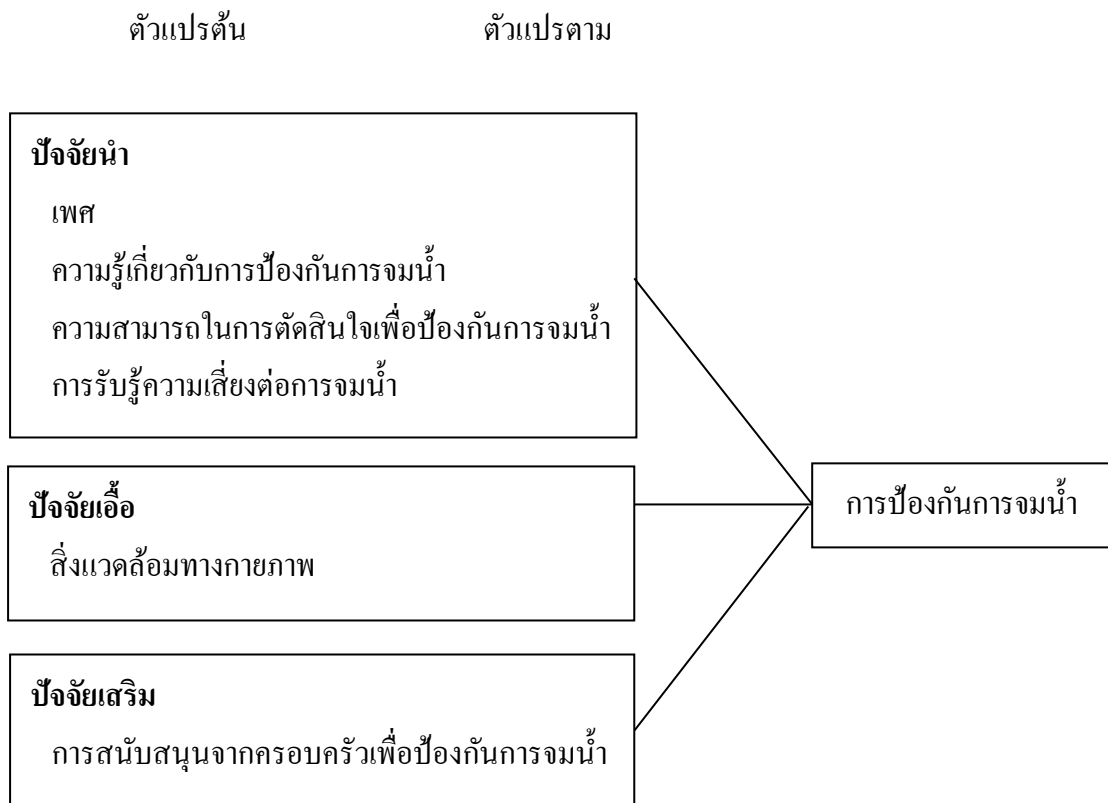 ตัวแปรต้น ตัวแปรตาม
ปัจจัยนำ
เพศ
ความรู้เกี่ยวกับการป้องกันการจมน้ำ
ความสามารถในการตัดสินใจเพื่อป้องกันการจมน้ำ
การรับรู้ความเสี่ยงต่อการจมน้ำ
ปัจจัยเอื้อ
สิ่งแวดล้อมทางกายภาพ
การป้องกันการจมน้ำ
ปัจจัยเสริม
การสนับสนุนจากครอบครัวเพื่อป้องกันการจมน้ำ